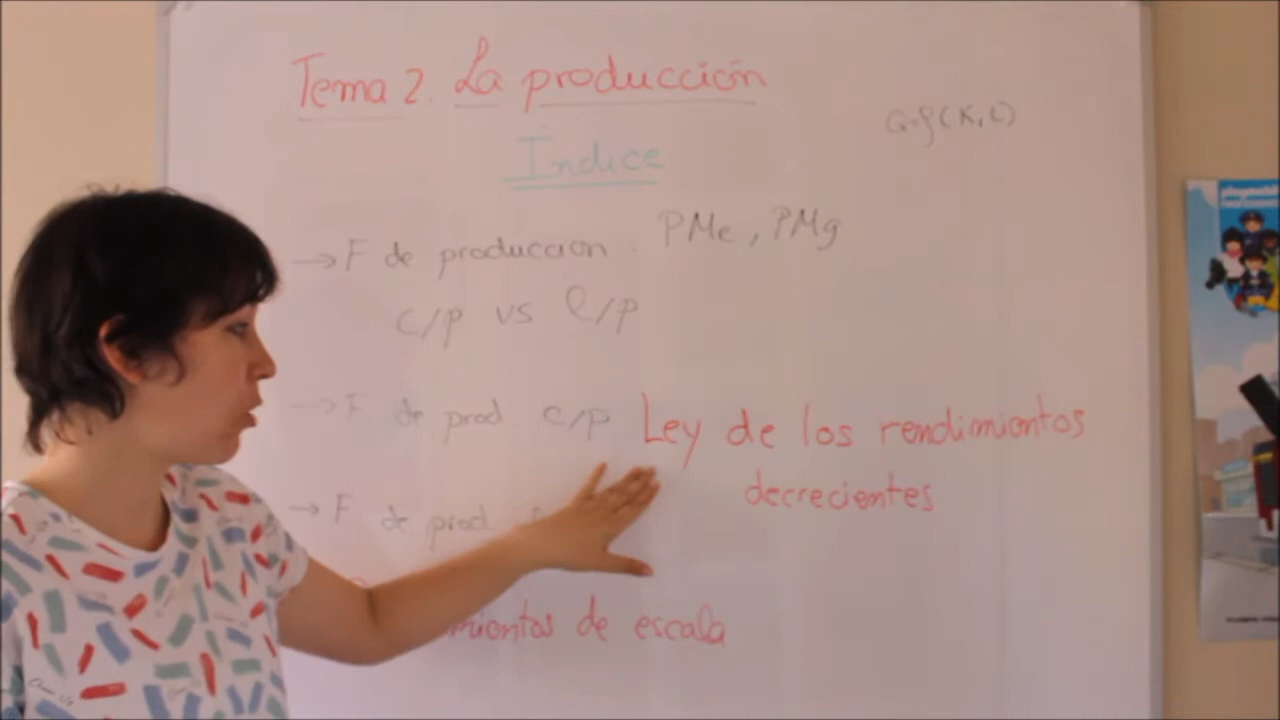 Tema 2. La producción
Q=f(K,L)
Indice
→ F de produccion : PMe, PMg
c/p vs l/p
→ F de prod c/p Ley de los rendimientos
decrecientes
→ F de prod
mientos de escala